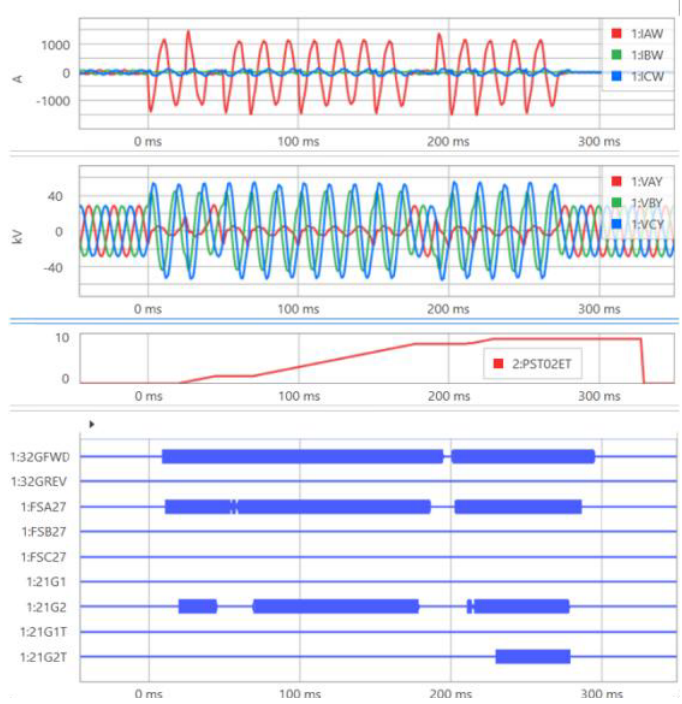 1000
0
-1000
A
1:IAW
1:IBW
1:ICW
0 ms
100 ms
200 ms
300 ms
40
0
-40
kV
1:VAY
1:VBY
1:VCY
0 ms
100 ms
200 ms
300 ms
10
0
2:PST02ET
0 ms
100 ms
200 ms
300 ms
1:32GFWD
1:32GREV
1:FSA27
1:FSB27
1:FSC27
1:21G1
1:21G2
1:21G1T
1:21G2T
0 ms
100 ms
200 ms
300 ms